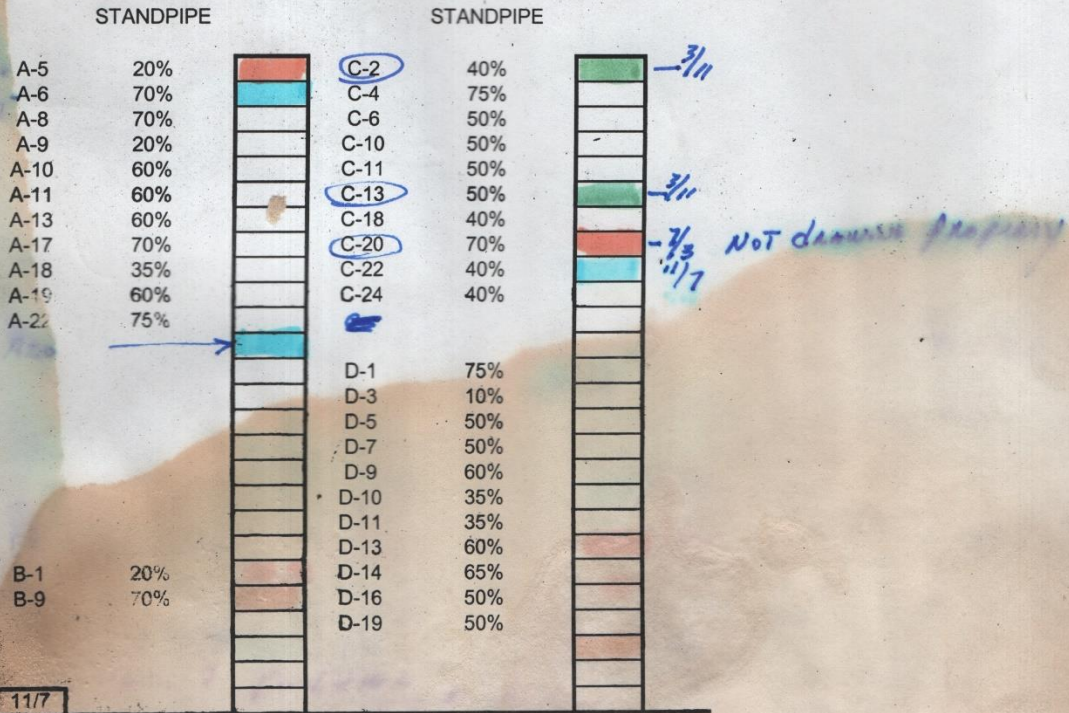 STANDPIPE STANDPIPE
A-5 20% C-2 40% 3/11
A-6 70% C-4 75%
A-8 70% C-6 50%
A-9 20% C-10 50%
A-10 60% C-11 50%
A-11 60% C-13 50% 3/11
A-13 60% C-18 40%
A-17 70% C-20 70% NOT
A-18 35% C-22 40% 11/7
A-19 60% C-24 40%
A-22 75%
D-1 75%
D-3 10%
D-5 50%
D-7 50%
D-9 60%
D-10 35%
D-11 35%
D-13 60%
B-1 20% D-14 65%
B-9 70% D-16 50%
D-19 50%
11/7